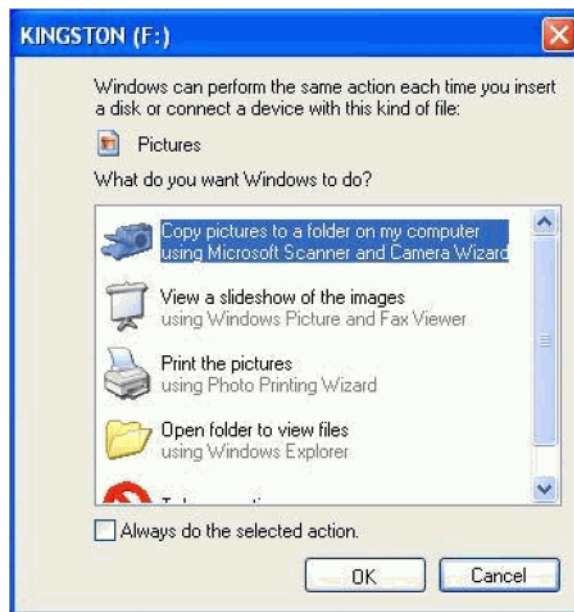 KINGSTON (F:)
Windows can perform the same action each time you insert
a disk or connect a device with this kind of file:
Pictures
What do you want Windows to do?
Copy pictures to a folder on my computer
using Microsoft Scanner and Camera Wizard
View a slideshow of the images
using Windows Picture and Fax Viewer
Print the pictures
using Photo Printing Wizard
Open folder to view files
using Windows Explorer
Always do the selected action.
OK
Cancel